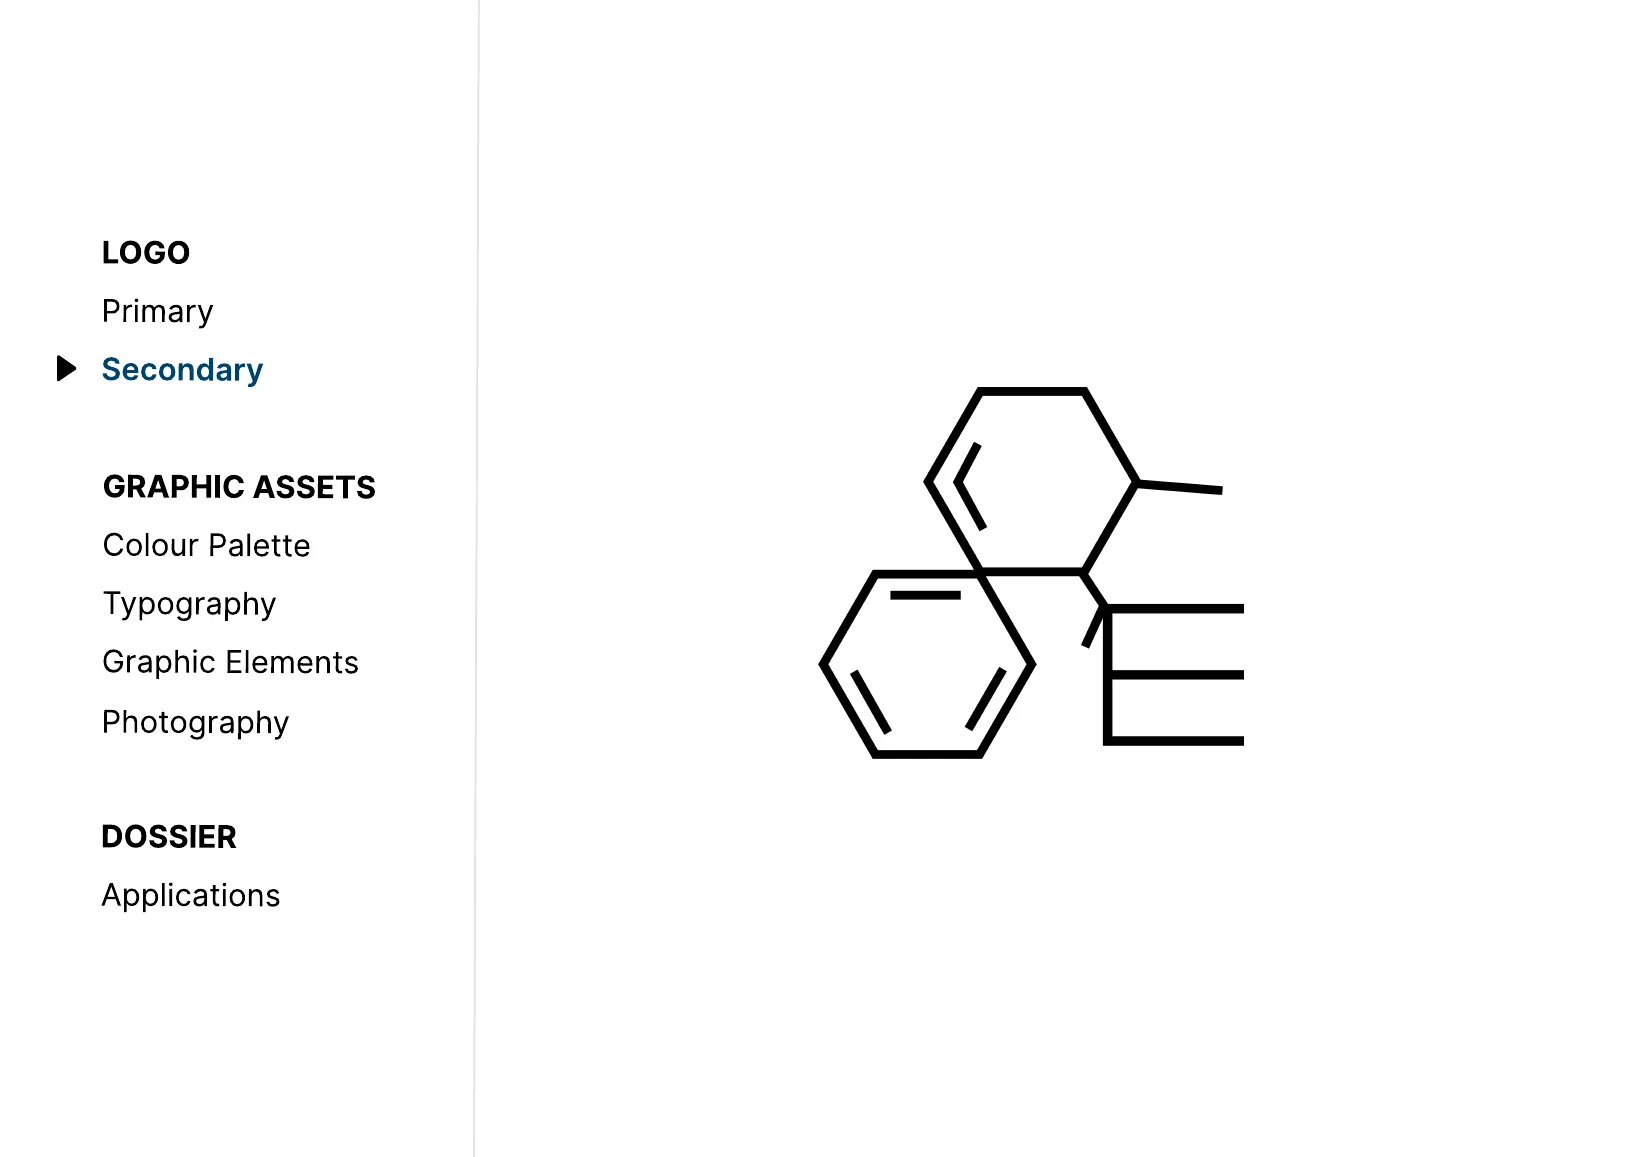 LOGO
Primary
Secondary
GRAPHIC ASSETS
Colour Palette
Typography
Graphic Elements
Photography
DOSSIER
Applications